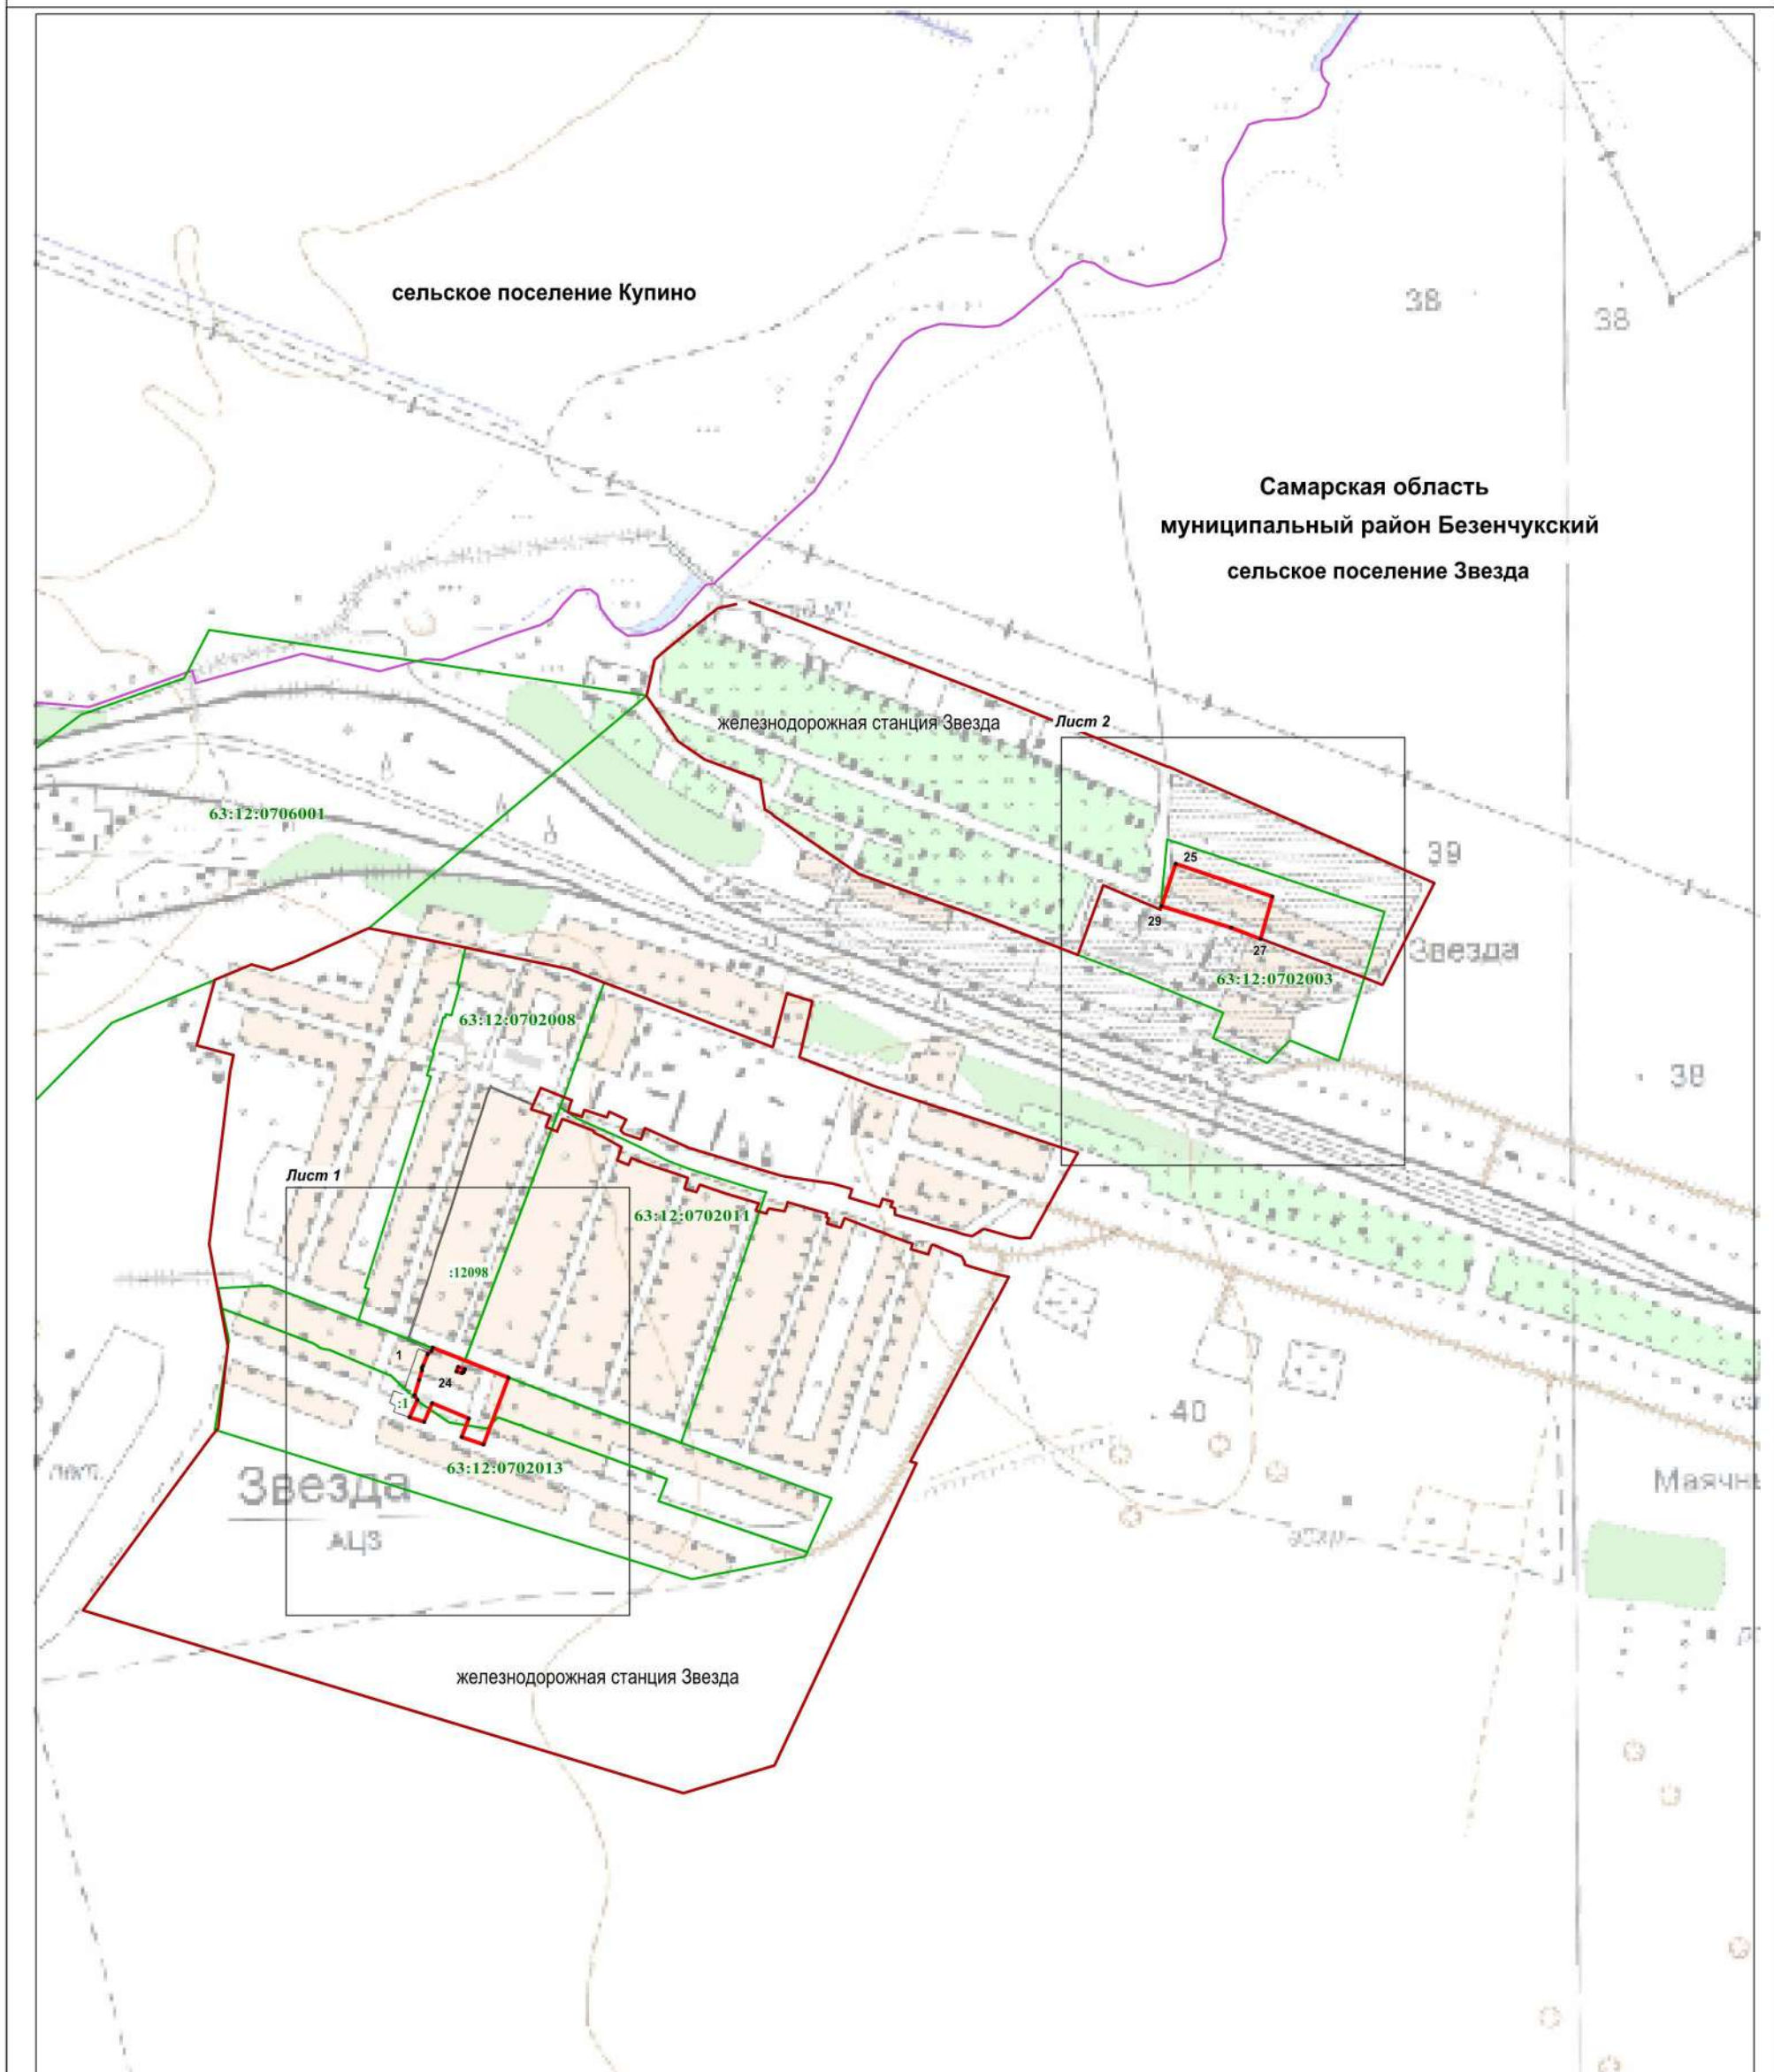 сельское поселение Купино
38
38
Самарская область
муниципальный район Безенчукский
сельское поселение Звезда
железнодорожная станция Звезда
Лист 2
63:12:0706001
25
39
29
27
Звезда
63:12:0702003
63:12:0702008
38
Лист 1
63:12:0702011
:12098
1
24
:1
40
63:12:0702013
Звезда
АЦЗ
железнодорожная станция Звезда